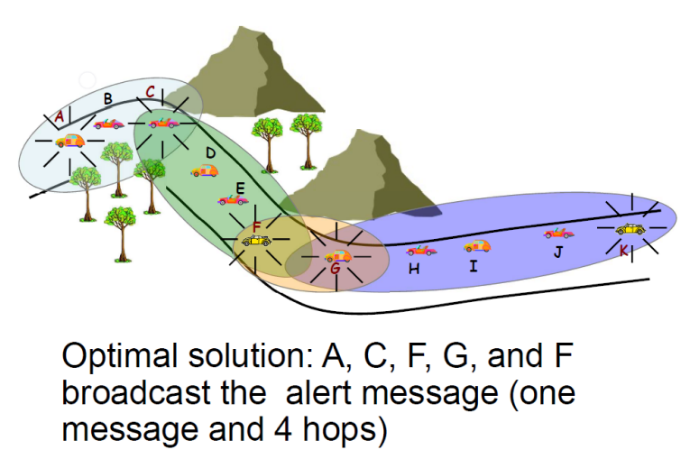 A
B
C
D
E
F
G
H
I
J
K
Optimal solution: A, C, F, G, and F
broadcast the  alert message (one
message and 4 hops)